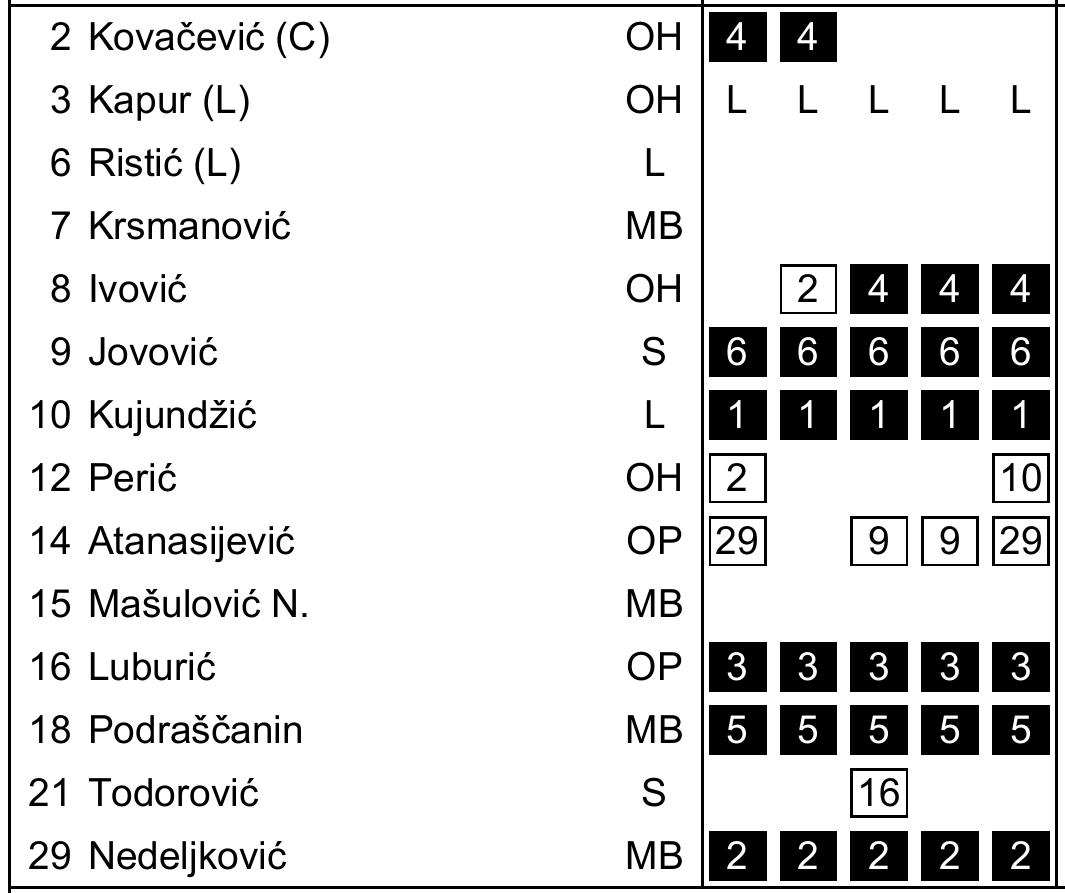 2 Kovačević (C) OH 4 4
3 Kapur (L) OH L L L L L
6 Ristić (L) L
7 Krsmanović MB
8 Ivović OH 2 4 4 4
9 Jovović S 6 6 6 6 6
10 Kujundžić L 1 1 1 1 1
12 Perić OH 2 10
14 Atanasijević OP 29 9 9 29
15 Mašulović N. MB
16 Luburić OP 3 3 3 3 3
18 Podraščanin MB 5 5 5 5 5
21 Todorović S 16
29 Nedeljković MB 2 2 2 2 2